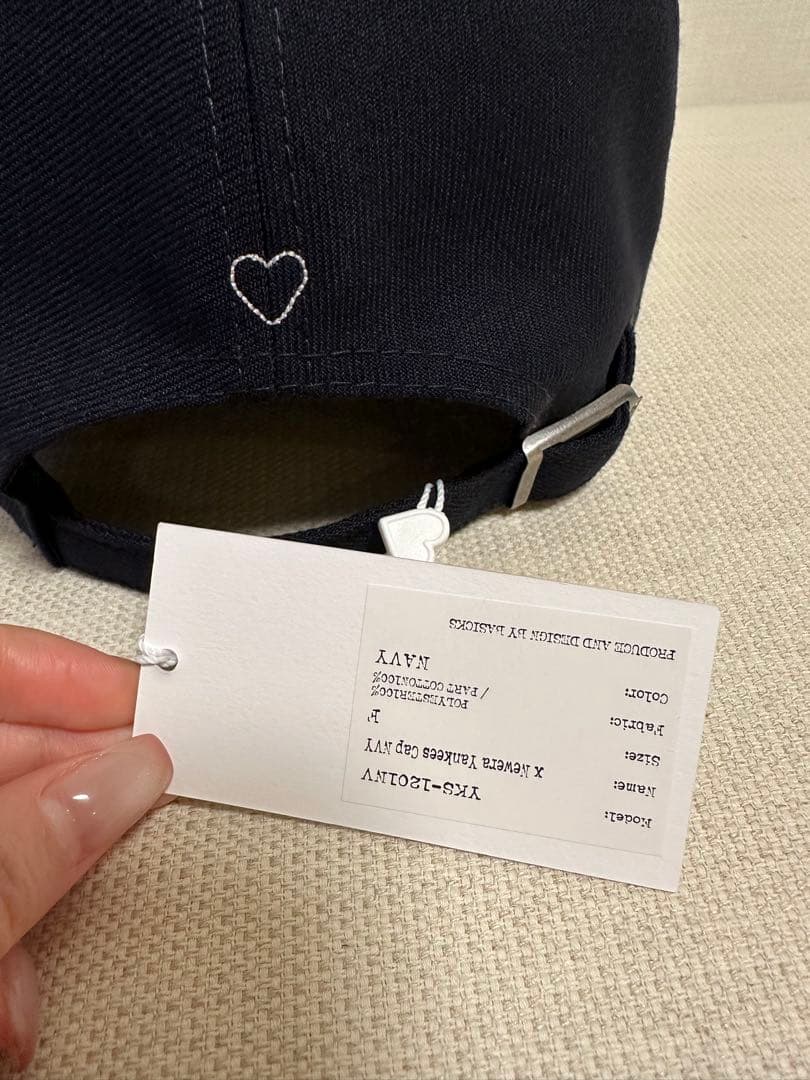 Model: YKS-1201NV
Name: x Newera Yankees Cap NVY
Size: F
Fabric: POLYESTER100%
/ PART COTTON100%
Color: NAVY
PRODUCE AND DESIGN BY BASICKS